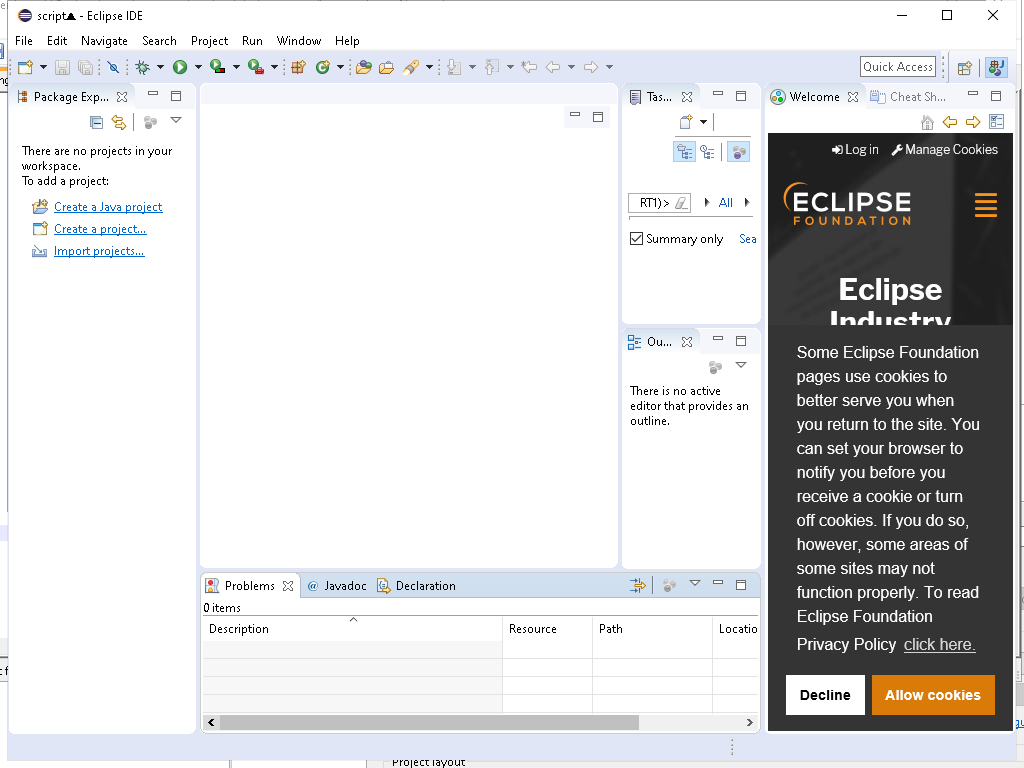 script▲ - Eclipse IDE
File Edit Navigate Search Project Run Window Help
Quick Access
Package Exp...
There are no projects in your
workspace.
To add a project:
Create a Java project
Create a project...
Import projects...
Tas...
RT1)> All
Summary only Sea
Ou...
There is no active
editor that provides an
outline.
Problems @ Javadoc Declaration
0 items
Description Resource Path Locatio
Welcome Cheat Sh...
Log in Manage Cookies
ECLIPSE
FOUNDATION
Eclipse
Industry
Some Eclipse Foundation
pages use cookies to
better serve you when
you return to the site. You
can set your browser to
notify you before you
receive a cookie or turn
off cookies. If you do so,
however, some areas of
some sites may not
function properly. To read
Eclipse Foundation
Privacy Policy click here.
Decline Allow cookies
Project layout